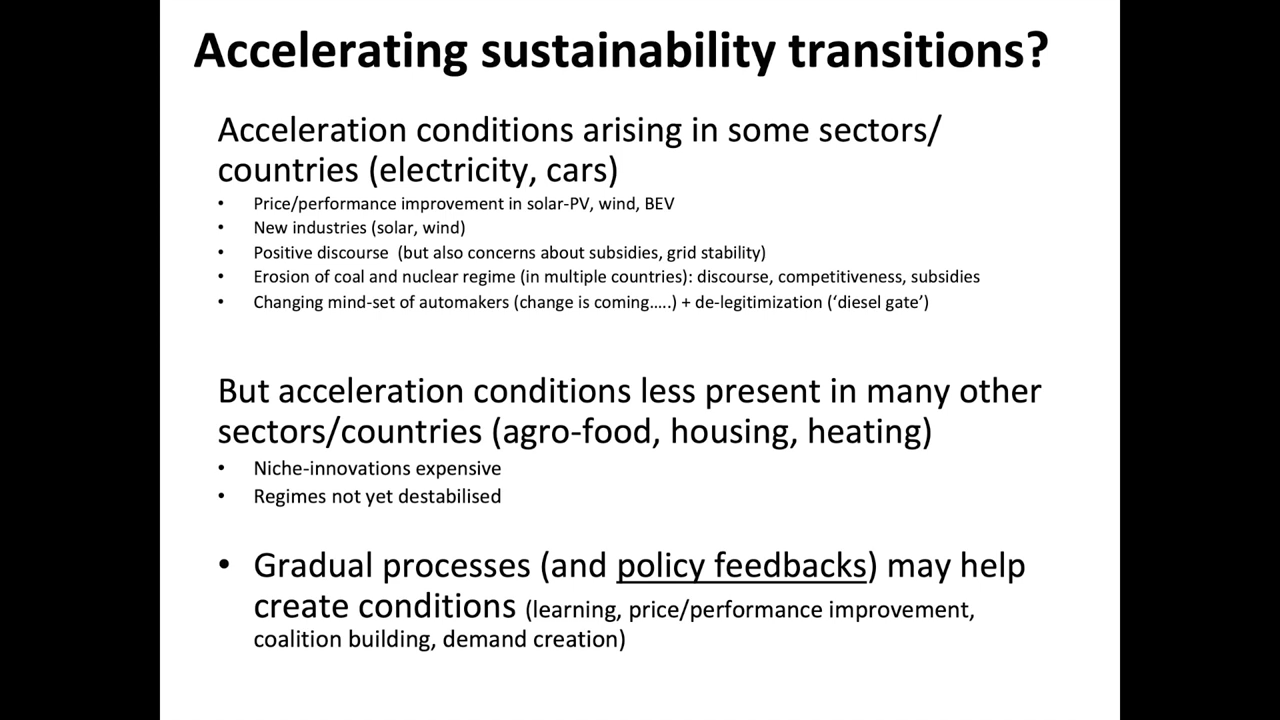 Accelerating sustainability transitions?
Acceleration conditions arising in some sectors/
countries (electricity, cars)
• Price/performance improvement in solar-PV, wind, BEV
• New industries (solar, wind)
• Positive discourse  (but also concerns about subsidies, grid stability)
• Erosion of coal and nuclear regime (in multiple countries): discourse, competitiveness, subsidies
• Changing mind-set of automakers (change is coming…..) + de-legitimization (‘diesel gate’)
But acceleration conditions less present in many other
sectors/countries (agro-food, housing, heating)
• Niche-innovations expensive
• Regimes not yet destabilised
• Gradual processes (and policy feedbacks) may help
create conditions (learning, price/performance improvement,
coalition building, demand creation)